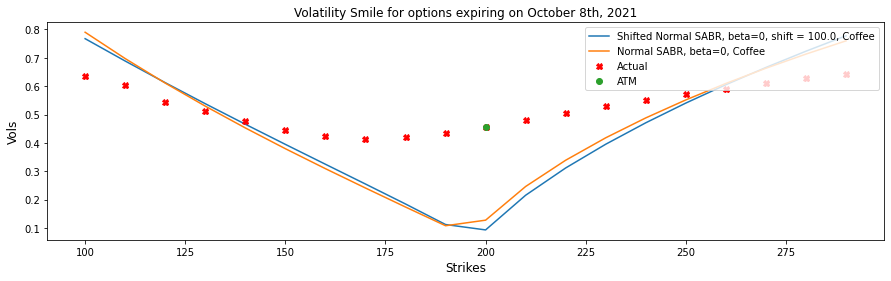 Volatility Smile for options expiring on October 8th, 2021
Shifted Normal SABR, beta=0, shift = 100.0, Coffee
Normal SABR, beta=0, Coffee
Actual
ATM
Vols
0.8
0.7
0.6
0.5
0.4
0.3
0.2
0.1
100
125
150
175
200
225
250
275
Strikes